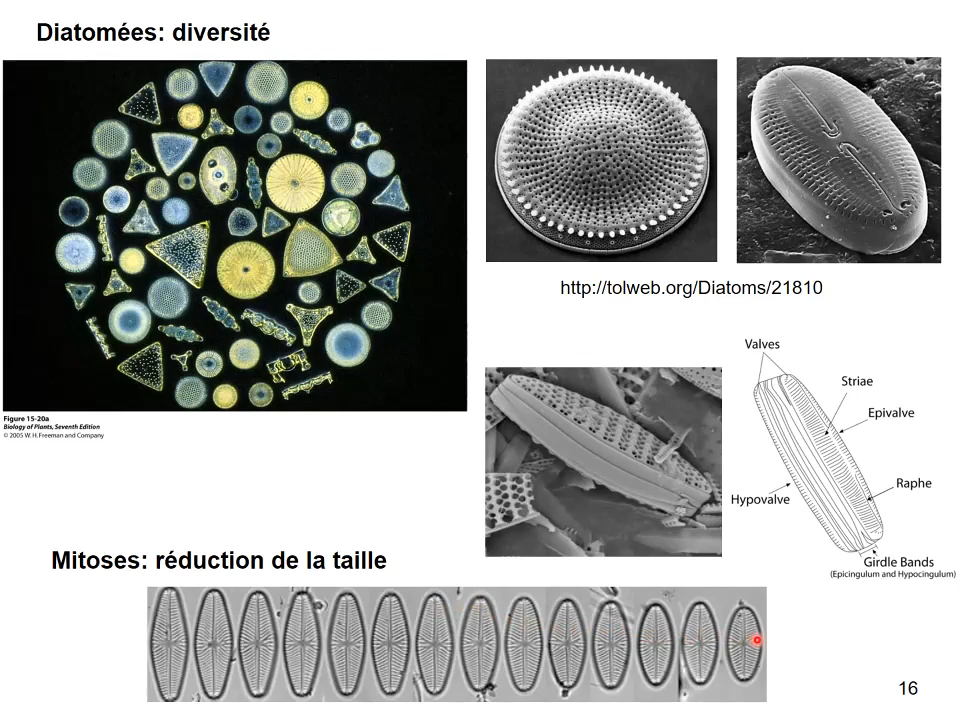 Diatomées: diversité
Figure 15-20a
Biology of Plants, Seventh Edition
© 2005 W. H. Freeman and Company
http://tolweb.org/Diatoms/21810
Valves
Striae
Epivalve
Raphe
Hypovalve
Girdle Bands
(Epicingulum and Hypocingulum)
Mitoses: réduction de la taille
16